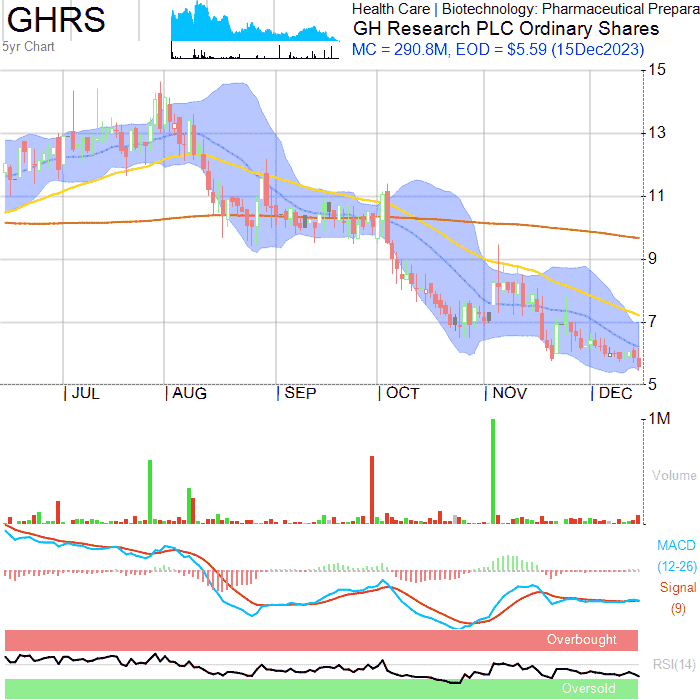 GHRS
5yr Chart
Health Care | Biotechnology: Pharmaceutical Prepara
GH Research PLC Ordinary Shares
MC = 290.8M, EOD = $5.59 (15Dec2023)
15
13
11
9
7
5
JUL
AUG
SEP
OCT
NOV
DEC
1M
Volume
MACD
(12-26)
Signal
(9)
Overbought
RSI(14)
Oversold